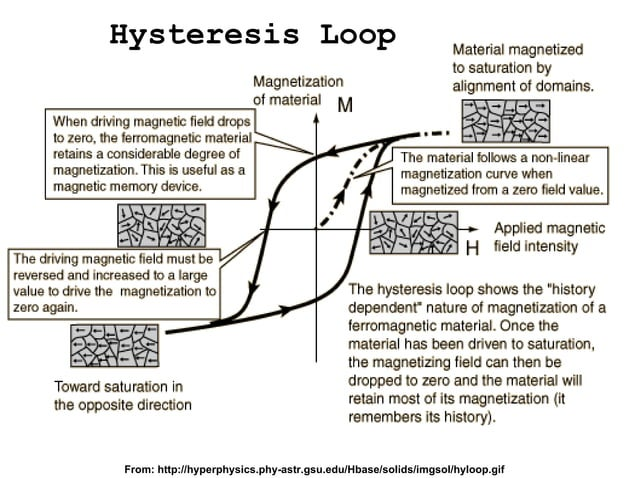 Hysteresis Loop
Material magnetized
to saturation by
alignment of domains.
Magnetization
of material
M
When driving magnetic field drops
to zero, the ferromagnetic material
retains a considerable degree of
magnetization. This is useful as a
magnetic memory device.
The material follows a non-linear
magnetization curve when
magnetized from a zero field value.
Applied magnetic
H field intensity
The driving magnetic field must be
reversed and increased to a large
value to drive the magnetization to
zero again.
The hysteresis loop shows the "history
dependent" nature of magnetization of a
ferromagnetic material. Once the
material has been driven to saturation,
the magnetizing field can then be
dropped to zero and the material will
retain most of its magnetization (it
remembers its history).
Toward saturation in
the opposite direction
From: http://hyperphysics.phy-astr.gsu.edu/Hbase/solids/imgsol/hyloop.gif